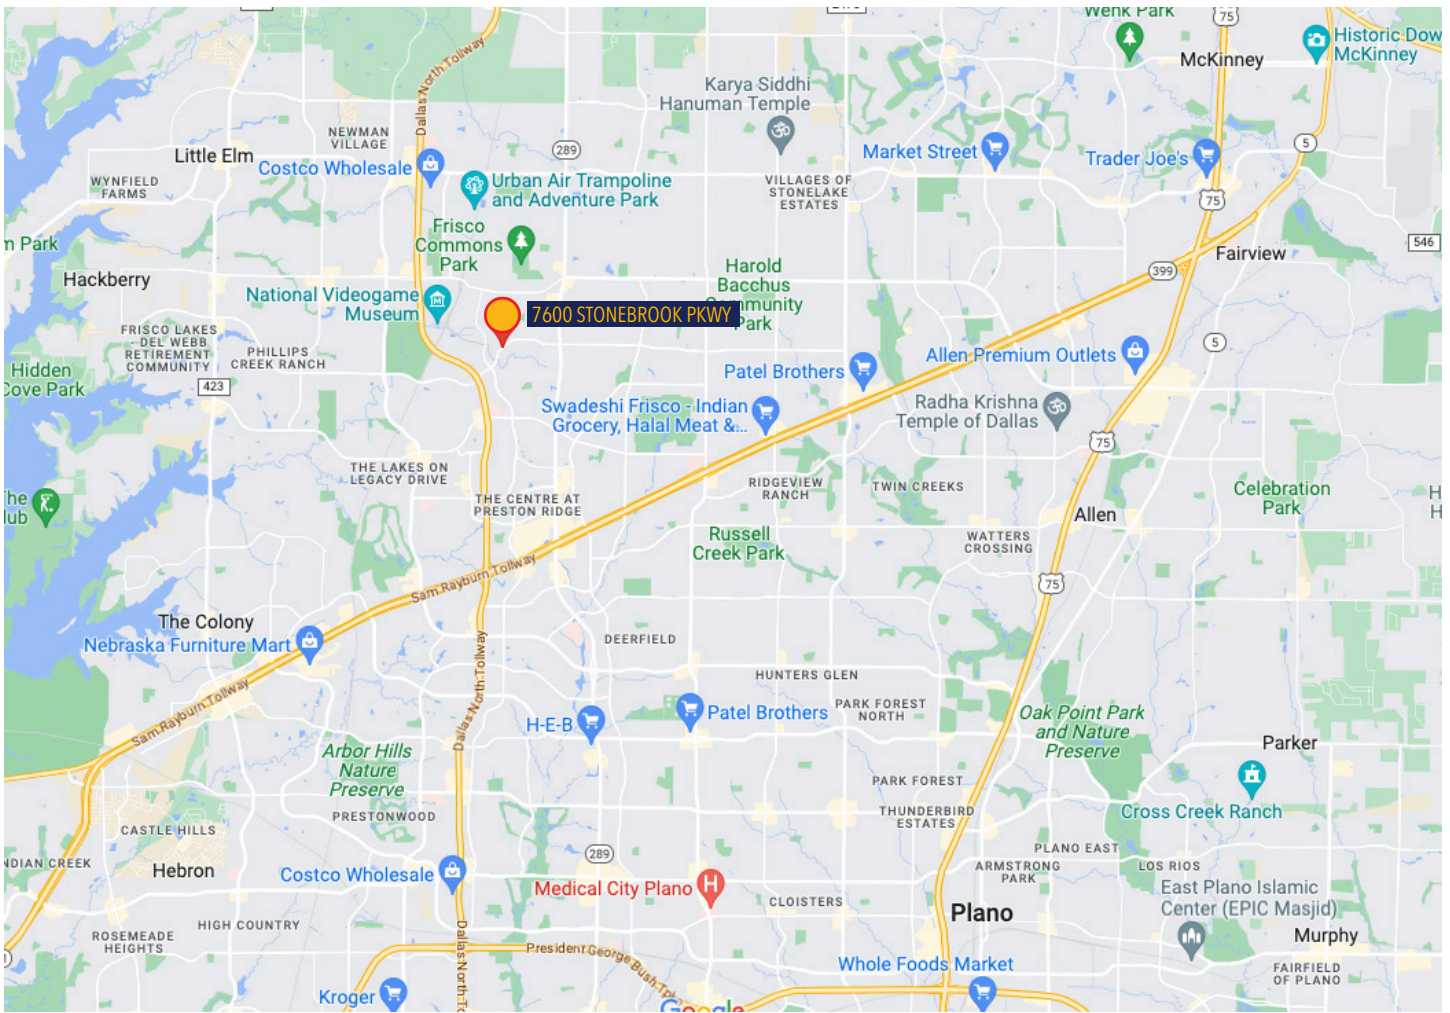 Wenk Park
75
Historic Dow
McKinney
McKinney
Dallas North Tollway
Karya Siddhi
Hanuman Temple
NEWMAN
VILLAGE
289
5
Little Elm
Costco Wholesale
Market Street
Trader Joe's
WYNFIELD
FARMS
Urban Air Trampoline
and Adventure Park
VILLAGES OF
STONELAKE
ESTATES
75
Frisco
Commons
Park
m Park
546
Fairview
Hackberry
Harold
Bacchus
Community
Park
399
National Videogame
Museum
7600 STONEBROOK PKWY
FRISCO LAKES
- DEL WEBB
RETIREMENT
COMMUNITY
PHILLIPS
CREEK RANCH
5
Allen Premium Outlets
Hidden
Cove Park
423
Patel Brothers
Swadeshi Frisco - Indian
Grocery, Halal Meat &...
Radha Krishna
Temple of Dallas
75
THE LAKES ON
LEGACY DRIVE
THE CENTRE AT
PRESTON RIDGE
RIDGEVIEW
RANCH
TWIN CREEKS
Celebration
Park
H
H
The
lub
Allen
Russell
Creek Park
WATTERS
CROSSING
Sam Rayburn Tollway
75
The Colony
Nebraska Furniture Mart
DEERFIELD
Dallas North Tollway
HUNTERS GLEN
Sam Rayburn Tollway
H-E-B
Patel Brothers
PARK FOREST
NORTH
Oak Point Park
and Nature
Preserve
Arbor Hills
Nature
Preserve
Parker
PARK FOREST
PRESTONWOOD
THUNDERBIRD
ESTATES
Cross Creek Ranch
CASTLE HILLS
289
PLANO EAST
NDIAN CREEK
Hebron
Costco Wholesale
Medical City Plano
H
ARMSTRONG
PARK
LOS RIOS
CLOISTERS
East Plano Islamic
Center (EPIC Masjid)
HIGH COUNTRY
Plano
ROSEMEADE
HEIGHTS
Dallas North To
President George Bush Tpke
Murphy
Whole Foods Market
FAIRFIELD
OF PLANO
Kroger
Google